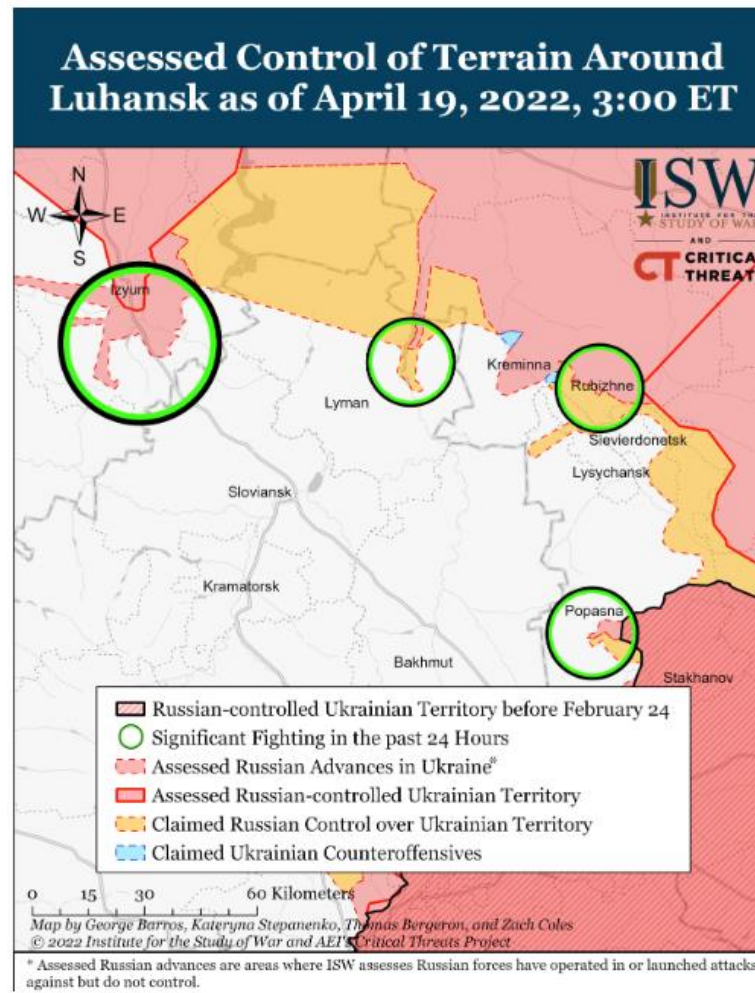 Assessed Control of Terrain Around
Luhansk as of April 19, 2022, 3:00 ET
N
W E
S
ISW
INSTITUTE FOR THE
STUDY OF WAR
AND
CT CRITICAL
THREAT
Izyum
Kreminna
Rubizhne
Lyman
Sievierdonetsk
Lysychansk
Sloviansk
Kramatorsk
Popasna
Bakhmut
Stakhanov
Russian-controlled Ukrainian Territory before February 24
Significant Fighting in the past 24 Hours
Assessed Russian Advances in Ukraine*
Assessed Russian-controlled Ukrainian Territory
Claimed Russian Control over Ukrainian Territory
Claimed Ukrainian Counteroffensives
0 15 30 60 Kilometers
Map by George Barros, Kateryna Stepanenko, Thomas Bergeron, and Zach Coles
© 2022 Institute for the Study of War and AEI's Critical Threats Project
* Assessed Russian advances are areas where ISW assesses Russian forces have operated in or launched attacks
against but do not control.